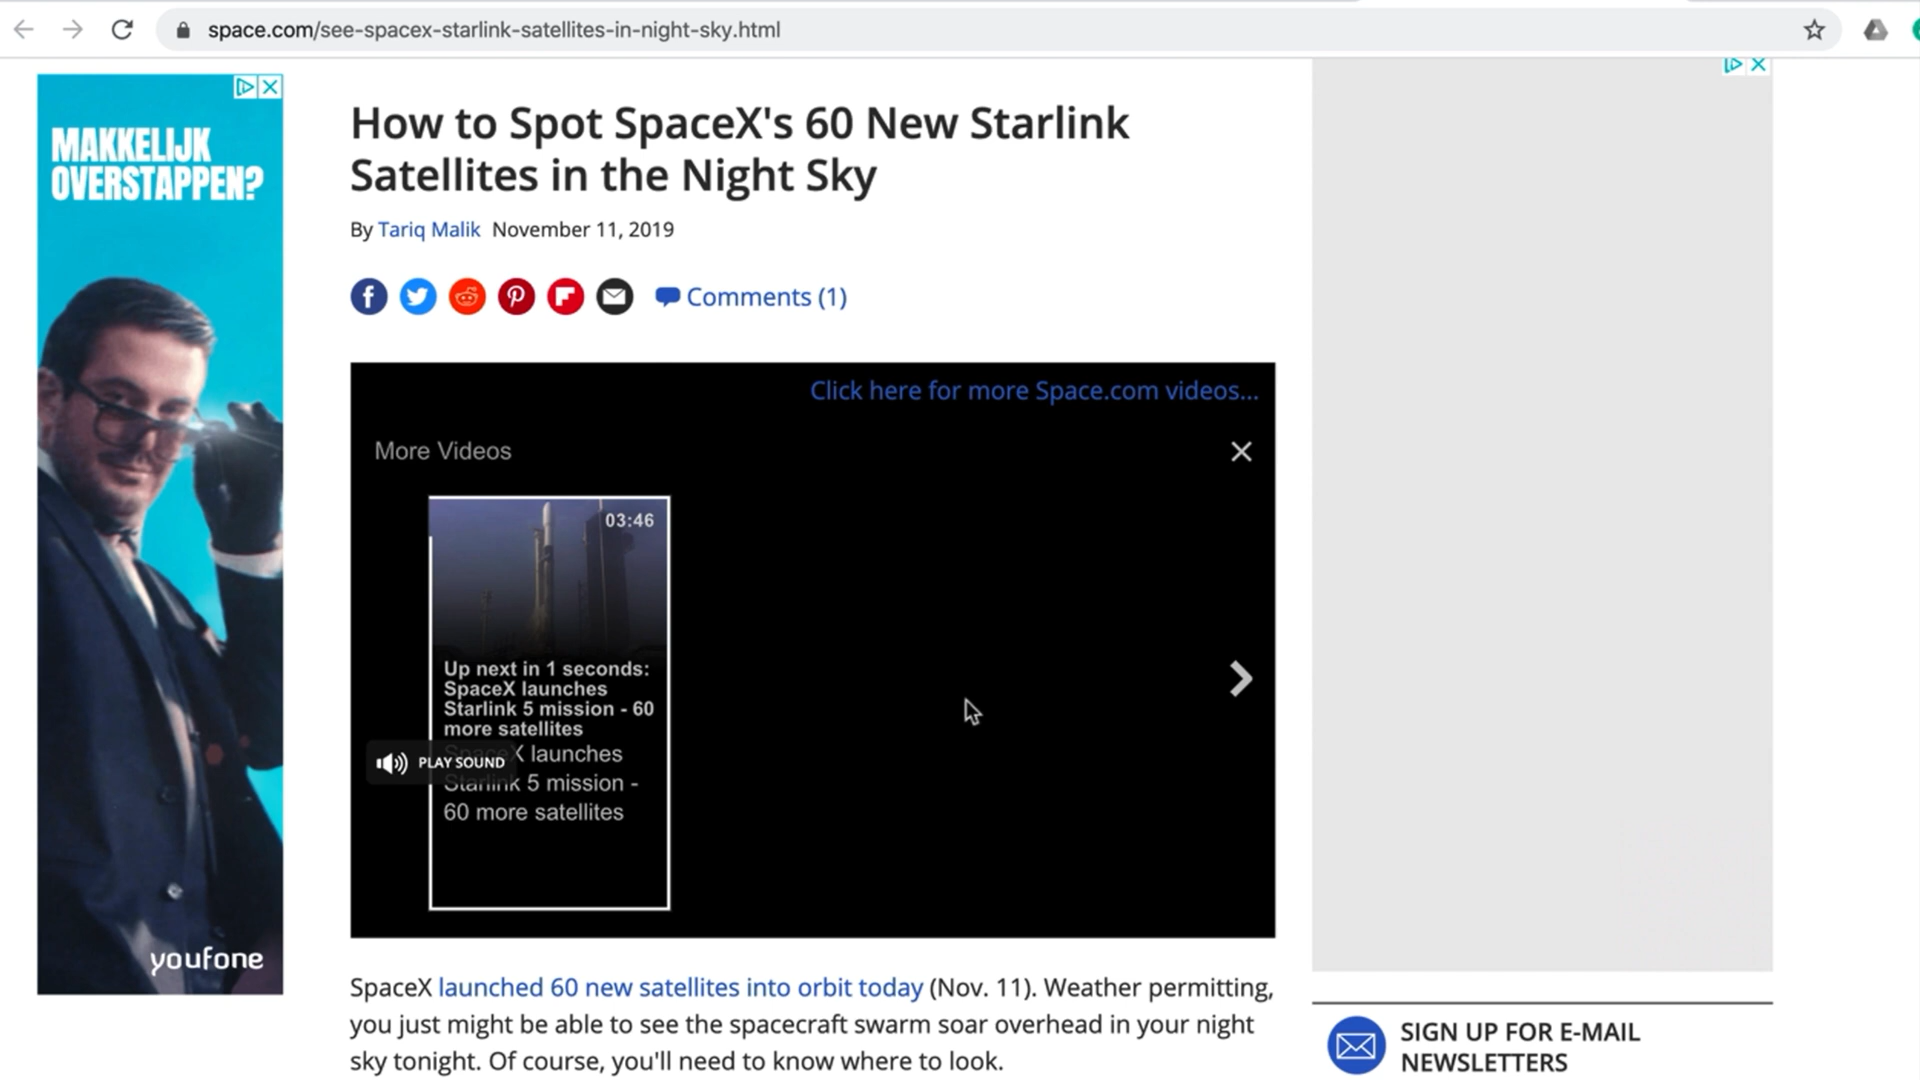 space.com/see-spacex-starlink-satellites-in-night-sky.html
MAKKELIJK
OVERSTAPPEN?
youfone
How to Spot SpaceX's 60 New Starlink
Satellites in the Night Sky
By Tariq Malik November 11, 2019
Comments (1)
Click here for more Space.com videos...
More Videos
03:46
Up next in 1 seconds:
SpaceX launches
Starlink 5 mission - 60
more satellites
SpaceX launches
PLAY SOUND
Starlink 5 mission -
60 more satellites
SpaceX launched 60 new satellites into orbit today (Nov. 11). Weather permitting,
you just might be able to see the spacecraft swarm soar overhead in your night
sky tonight. Of course, you'll need to know where to look.
SIGN UP FOR E-MAIL
NEWSLETTERS